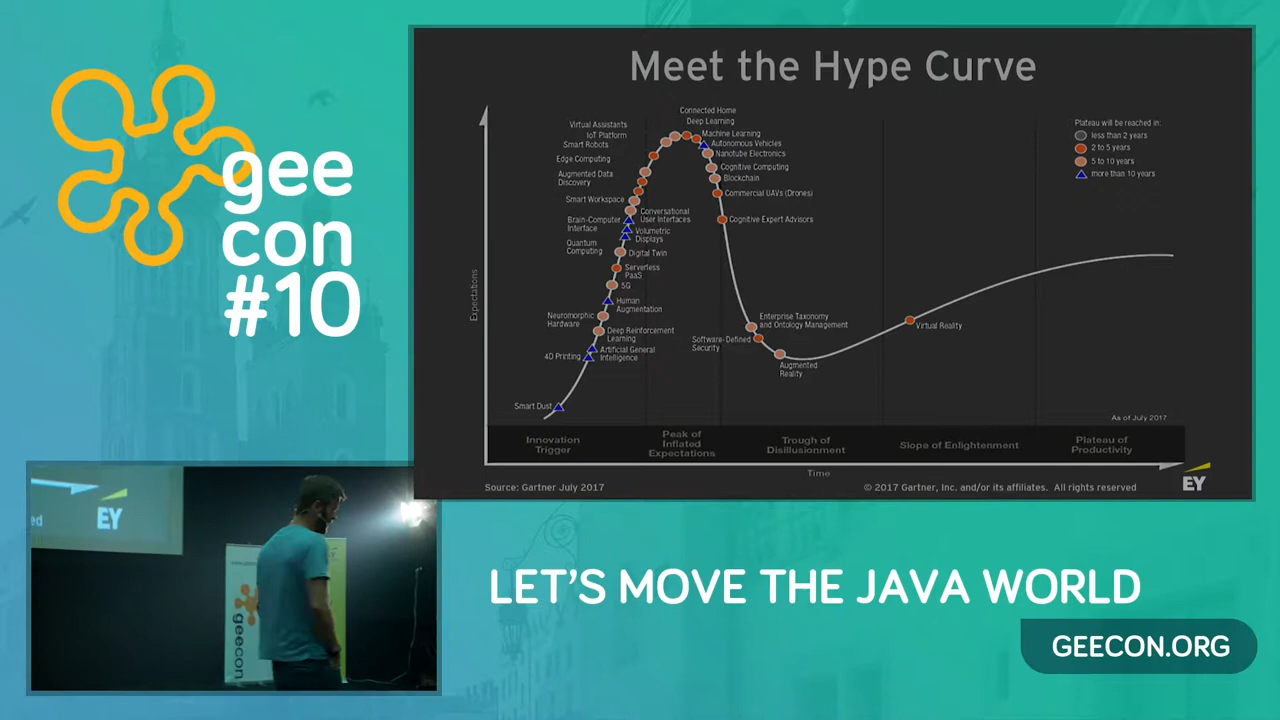 gee
con
#10
Meet the Hype Curve
Connected Home
Virtual Assistants
Deep Learning
IoT Platform
Machine Learning
Smart Robots
Autonomous Vehicles
Nanotube Electronics
Edge Computing
Cognitive Computing
Augmented Data
Discovery
Blockchain
Smart Workspace
Commercial UAVs (Drones)
Conversational
User Interfaces
Brain-Computer
Interface
Cognitive Expert Advisors
Volumetric
Displays
Quantum
Computing
Digital Twin
Serverless
PaaS
5G
Human
Augmentation
Neuromorphic
Hardware
Deep Reinforcement
Learning
Artificial General
Intelligence
4D Printing
Smart Dust
Enterprise Taxonomy
and Ontology Management
Software-Defined
Security
Augmented
Reality
Virtual Reality
Plateau will be reached in:
less than 2 years
2 to 5 years
5 to 10 years
more than 10 years
Expectations
As of July 2017
Innovation
Trigger
Peak of
Inflated
Expectations
Trough of
Disillusionment
Slope of Enlightenment
Plateau of
Productivity
Time
Source: Gartner July 2017
© 2017 Gartner, Inc. and/or its affiliates. All rights reserved
EY
ed
EY
geecon
LET'S MOVE THE JAVA WORLD
GEECON.ORG